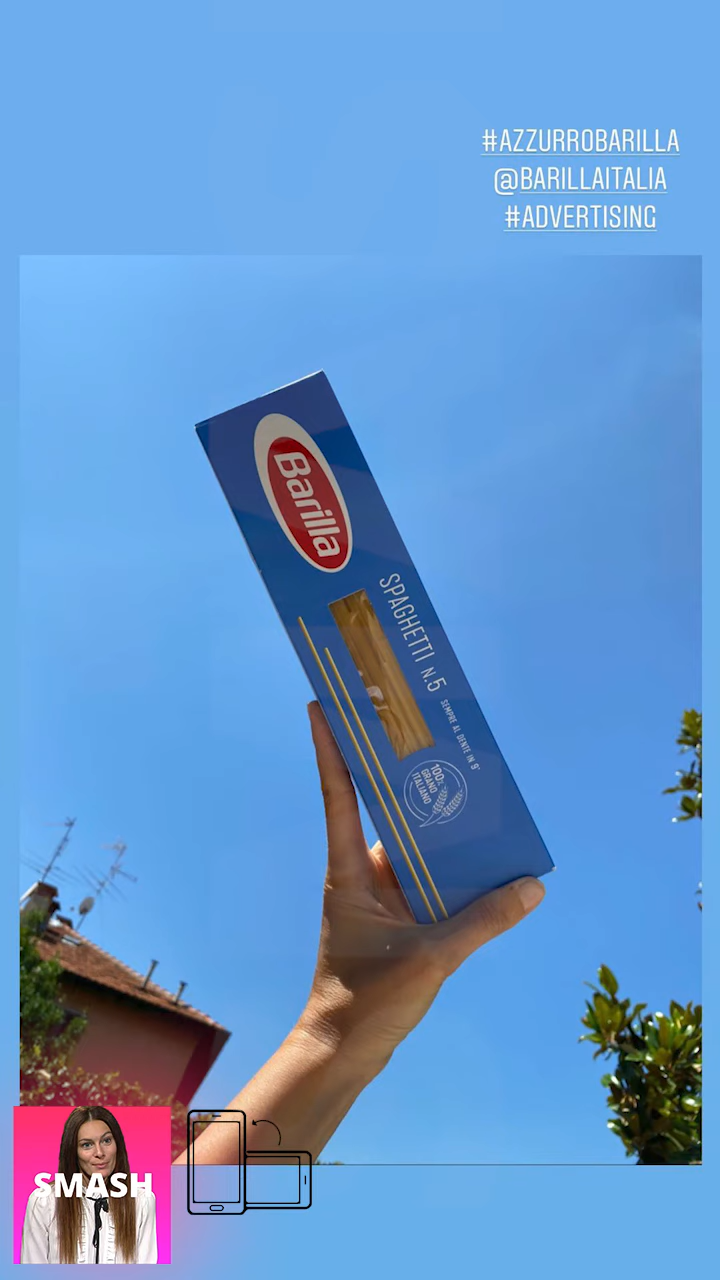 #AZZURROBARILLA
@BARILLAITALIA
#ADVERTISING
Barilla
SPAGHETTI N.5
SEMPRE AL DENTE IN 9'
100%
GRANO
ITALIANO
SMASH